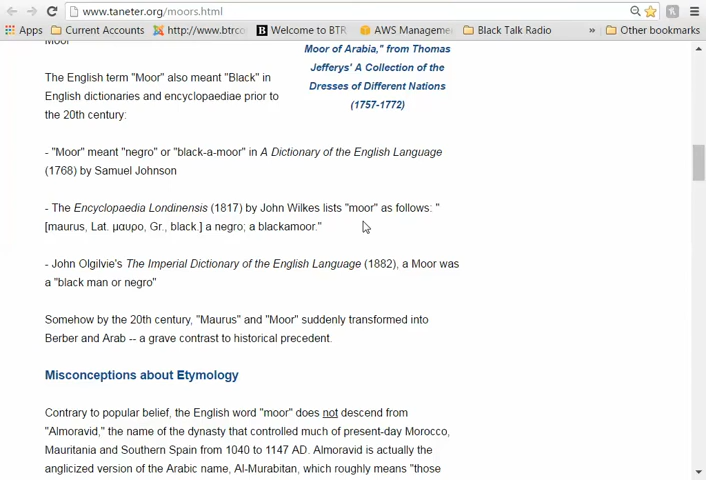 www.taneter.org/moors.html
Apps Current Accounts http://www.btrco Welcome to BTR AWS Manageme Black Talk Radio » Other bookmarks
Moor
Moor of Arabia," from Thomas
Jefferys' A Collection of the
Dresses of Different Nations
(1757-1772)
The English term "Moor" also meant "Black" in
English dictionaries and encyclopaediae prior to
the 20th century:
- "Moor" meant "negro" or "black-a-moor" in A Dictionary of the English Language
(1768) by Samuel Johnson
- The Encyclopaedia Londinensis (1817) by John Wilkes lists "moor" as follows: "
[maurus, Lat. μαυρο, Gr., black.] a negro; a blackamoor."
- John Olgilvie's The Imperial Dictionary of the English Language (1882), a Moor was
a "black man or negro"
Somehow by the 20th century, "Maurus" and "Moor" suddenly transformed into
Berber and Arab -- a grave contrast to historical precedent.
Misconceptions about Etymology
Contrary to popular belief, the English word "moor" does not descend from
"Almoravid," the name of the dynasty that controlled much of present-day Morocco,
Mauritania and Southern Spain from 1040 to 1147 AD. Almoravid is actually the
anglicized version of the Arabic name, Al-Murabitan, which roughly means "those